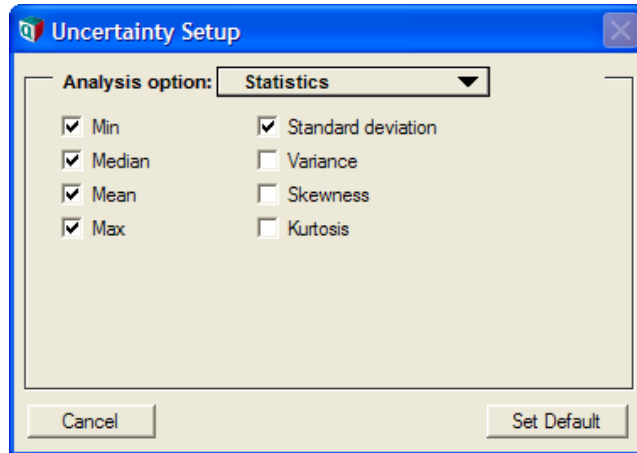 Uncertainty Setup
Analysis option: Statistics
Min Standard deviation
Median Variance
Mean Skewness
Max Kurtosis
Cancel Set Default